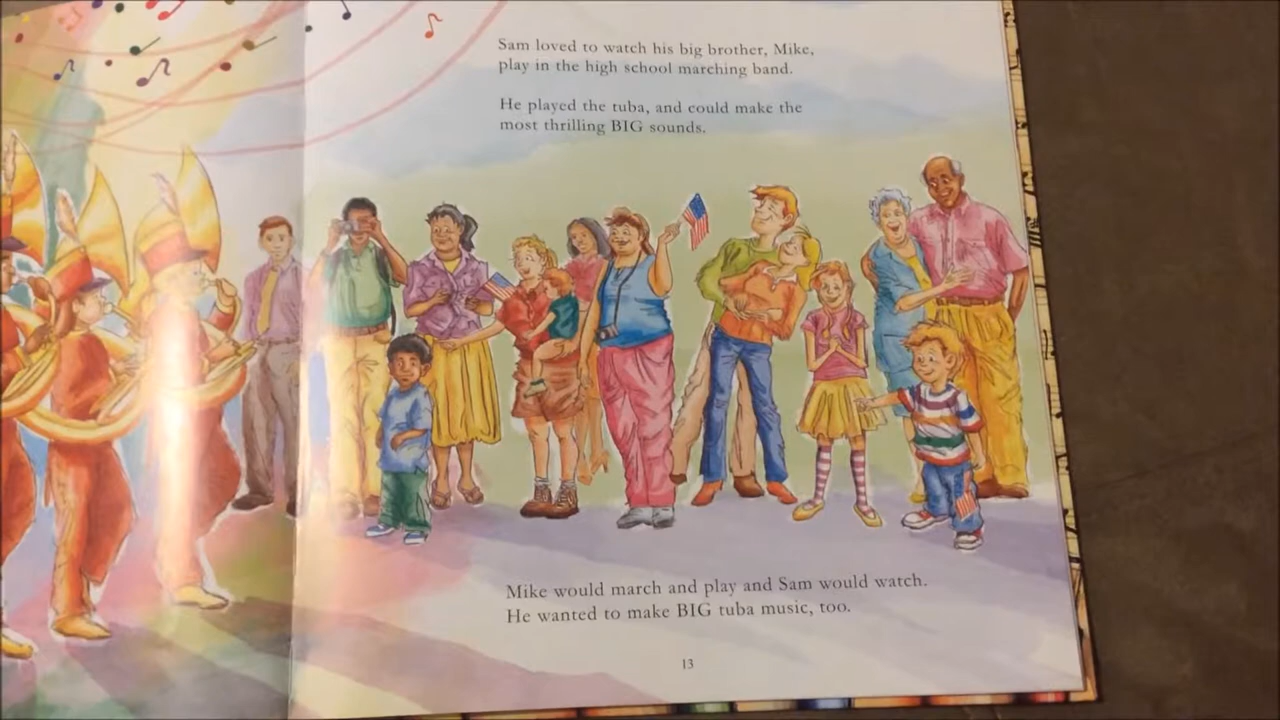 Sam loved to watch his big brother, Mike,
play in the high school marching band.
He played the tuba, and could make the
most thrilling BIG sounds.
Mike would march and play and Sam would watch.
He wanted to make BIG tuba music, too.
13